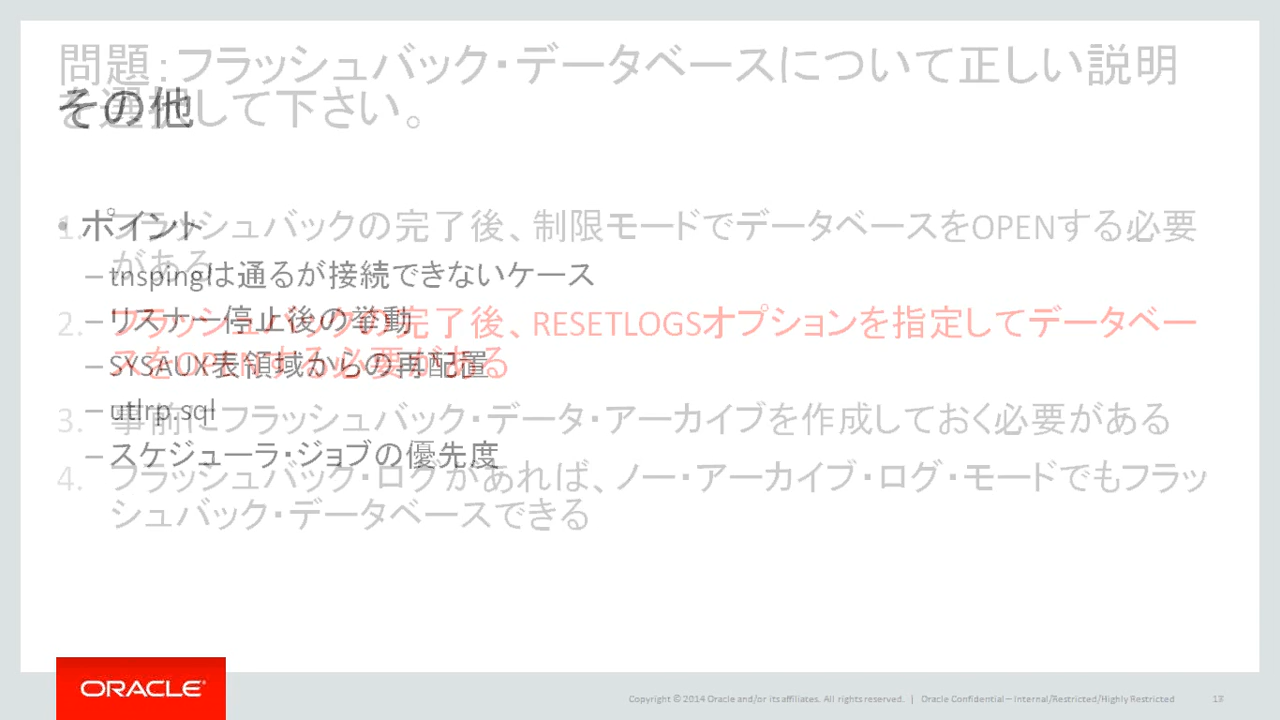 問題：フラッシュバック・データベースについて正しい説明
を選択して下さい。
1. フラッシュバックの完了後、制限モードでデータベースをOPENする必要
がある
2. フラッシュバックの完了後、RESETLOGSオプションを指定してデータベー
スをOPENする必要がある
3. 事前にフラッシュバック・データ・アーカイブを作成しておく必要がある
4. フラッシュバック・ログがあれば、ノー・アーカイブ・ログ・モードでもフラッ
シュバック・データベースできる
その他
• ポイント
– tnspingは通るが接続できないケース
– リスナー停止後の挙動
– SYSAUX表領域からの再配置
– utlrp.sql
– スケジューラ・ジョブの優先度
ORACLE®
Copyright © 2014 Oracle and/or its affiliates. All rights reserved. | Oracle Confidential – Internal/Restricted/Highly Restricted